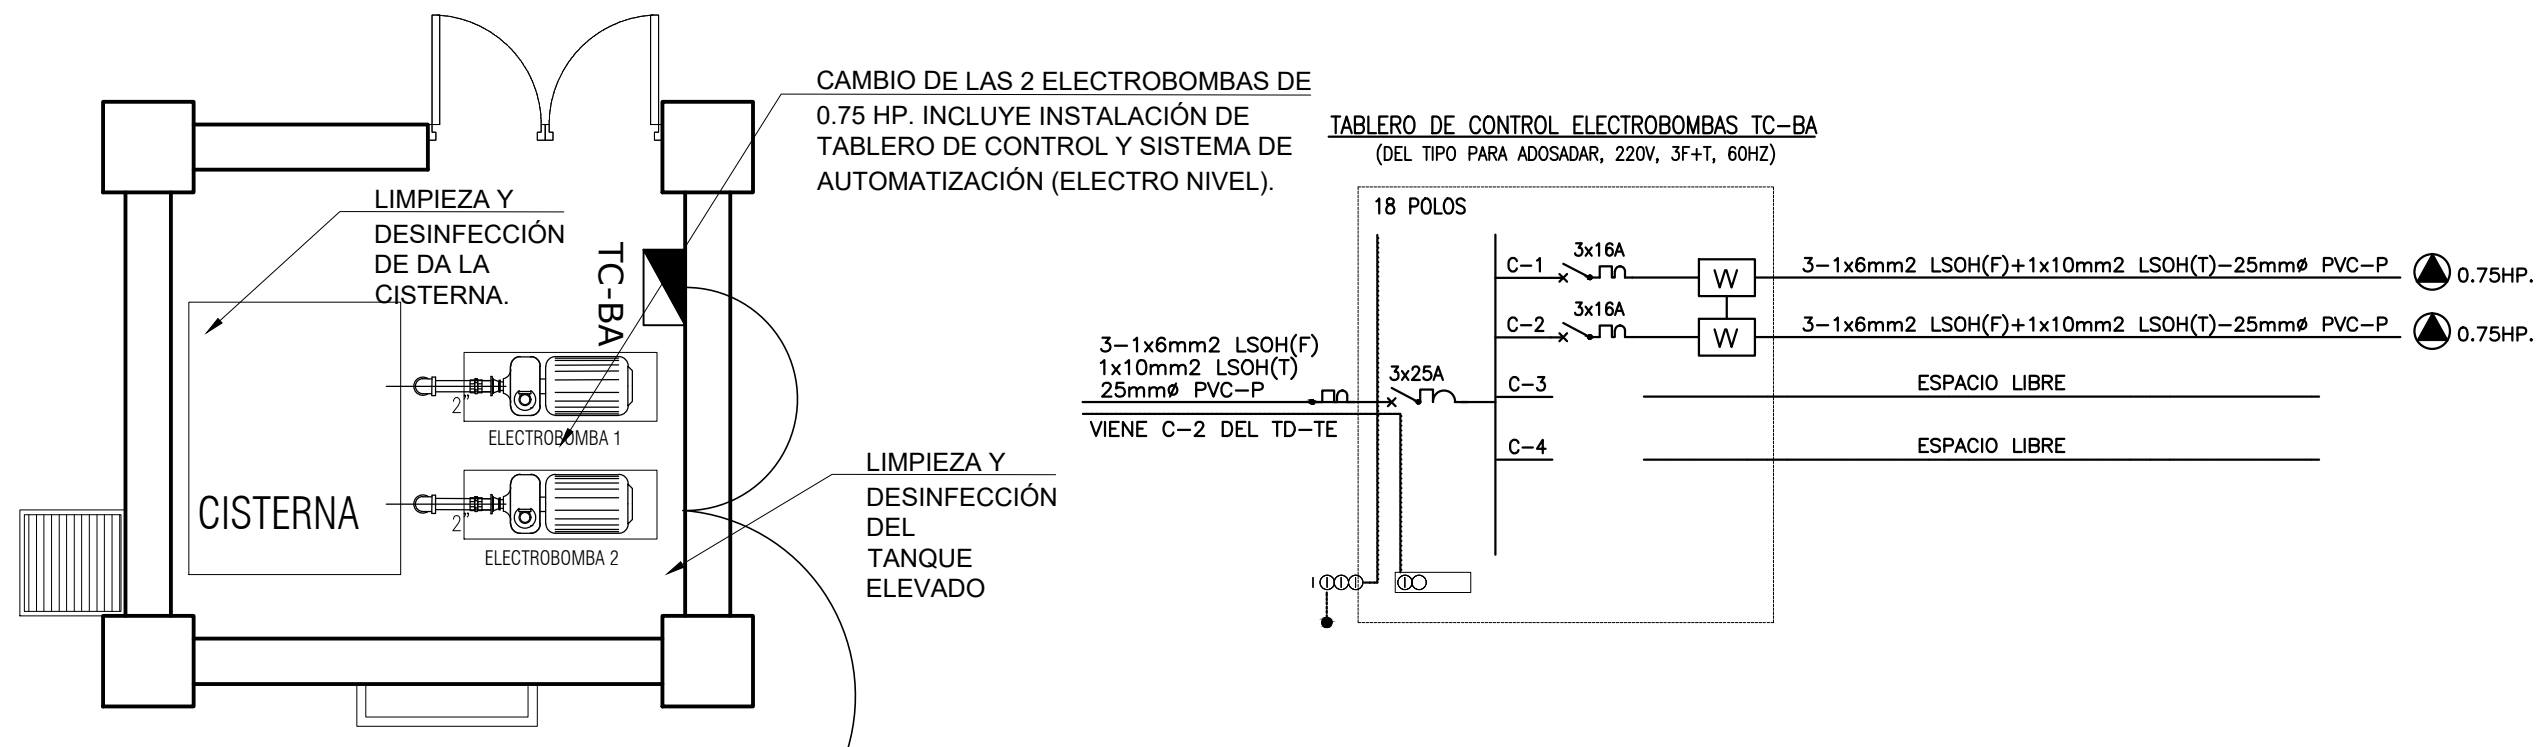 CAMBIO DE LAS 2 ELECTROBOMBAS DE
0.75 HP. INCLUYE INSTALACIÓN DE
TABLERO DE CONTROL Y SISTEMA DE
AUTOMATIZACIÓN (ELECTRO NIVEL).
LIMPIEZA Y
DESINFECCIÓN
DE DA LA
CISTERNA.
TC-BA
2"
ELECTROBOMBA 1
CISTERNA
2"
ELECTROBOMBA 2
LIMPIEZA Y
DESINFECCIÓN
DEL
TANQUE
ELEVADO
TABLERO DE CONTROL ELECTROBOMBAS TC-BA
(DEL TIPO PARA ADOSADAR, 220V, 3F+T, 60HZ)
18 POLOS
C-1
3x16A
W
3-1x6mm2 LSOH(F)+1x10mm2 LSOH(T)-25mmø PVC-P
0.75HP.
C-2
3x16A
W
3-1x6mm2 LSOH(F)+1x10mm2 LSOH(T)-25mmø PVC-P
0.75HP.
3-1x6mm2 LSOH(F)
1x10mm2 LSOH(T)
25mmø PVC-P
VIENE C-2 DEL TD-TE
3x25A
C-3
ESPACIO LIBRE
C-4
ESPACIO LIBRE